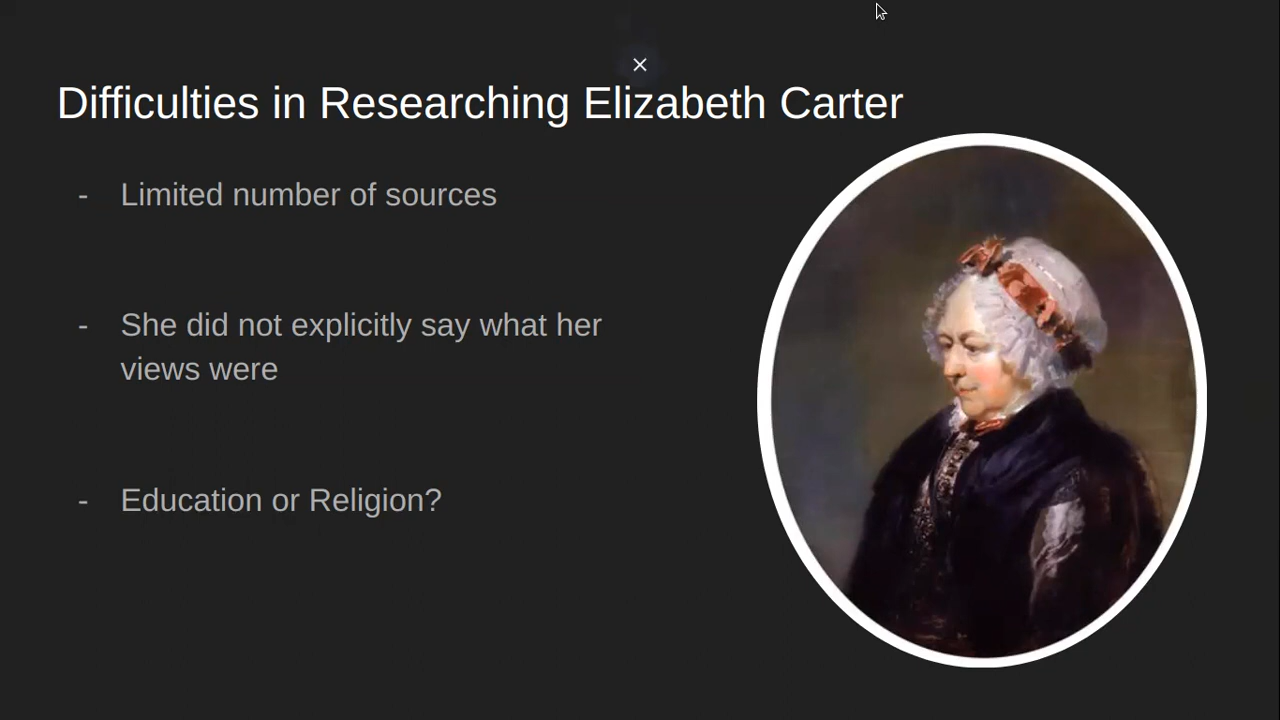 Difficulties in Researching Elizabeth Carter
- Limited number of sources
- She did not explicitly say what her
views were
- Education or Religion?